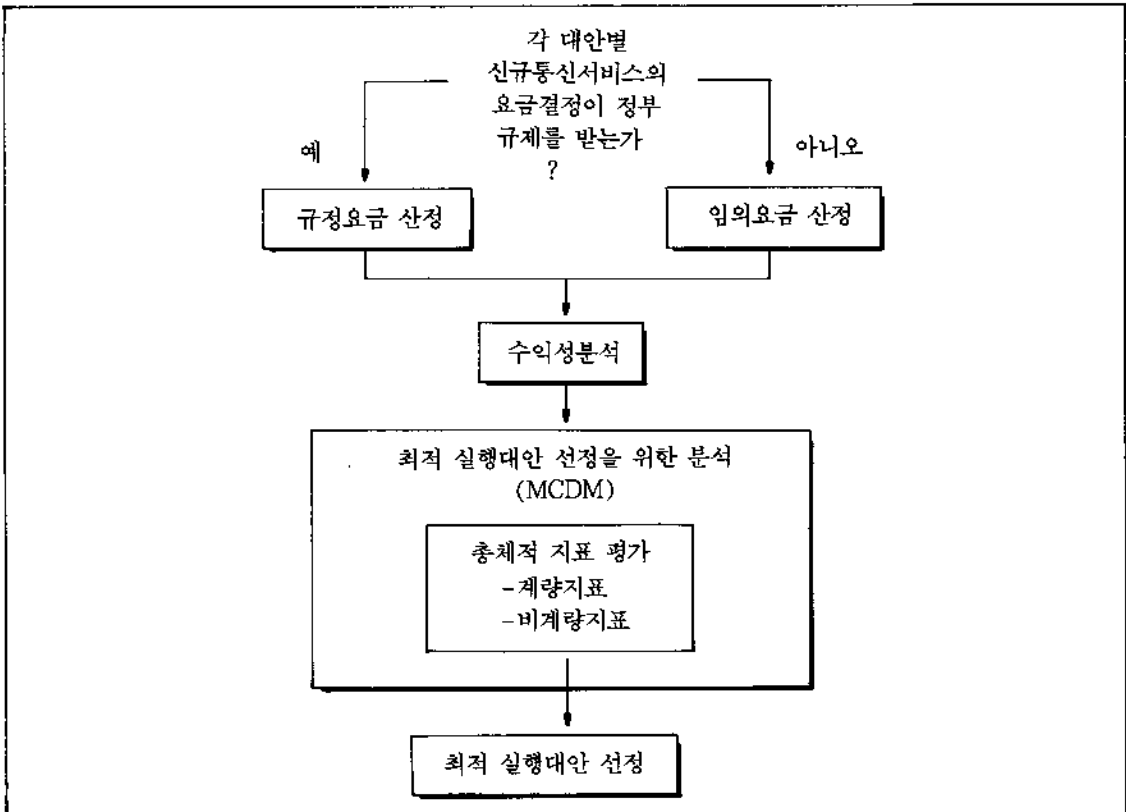 각 대안별
신규통신서비스의
요금결정이 정부
규제를 받는가
?
예
아니오
규정요금 산정
임의요금 산정
수익성분석
최적 실행대안 선정을 위한 분석
(MCDM)
총체적 지표 평가
-계량지표
-비계량지표
최적 실행대안 선정